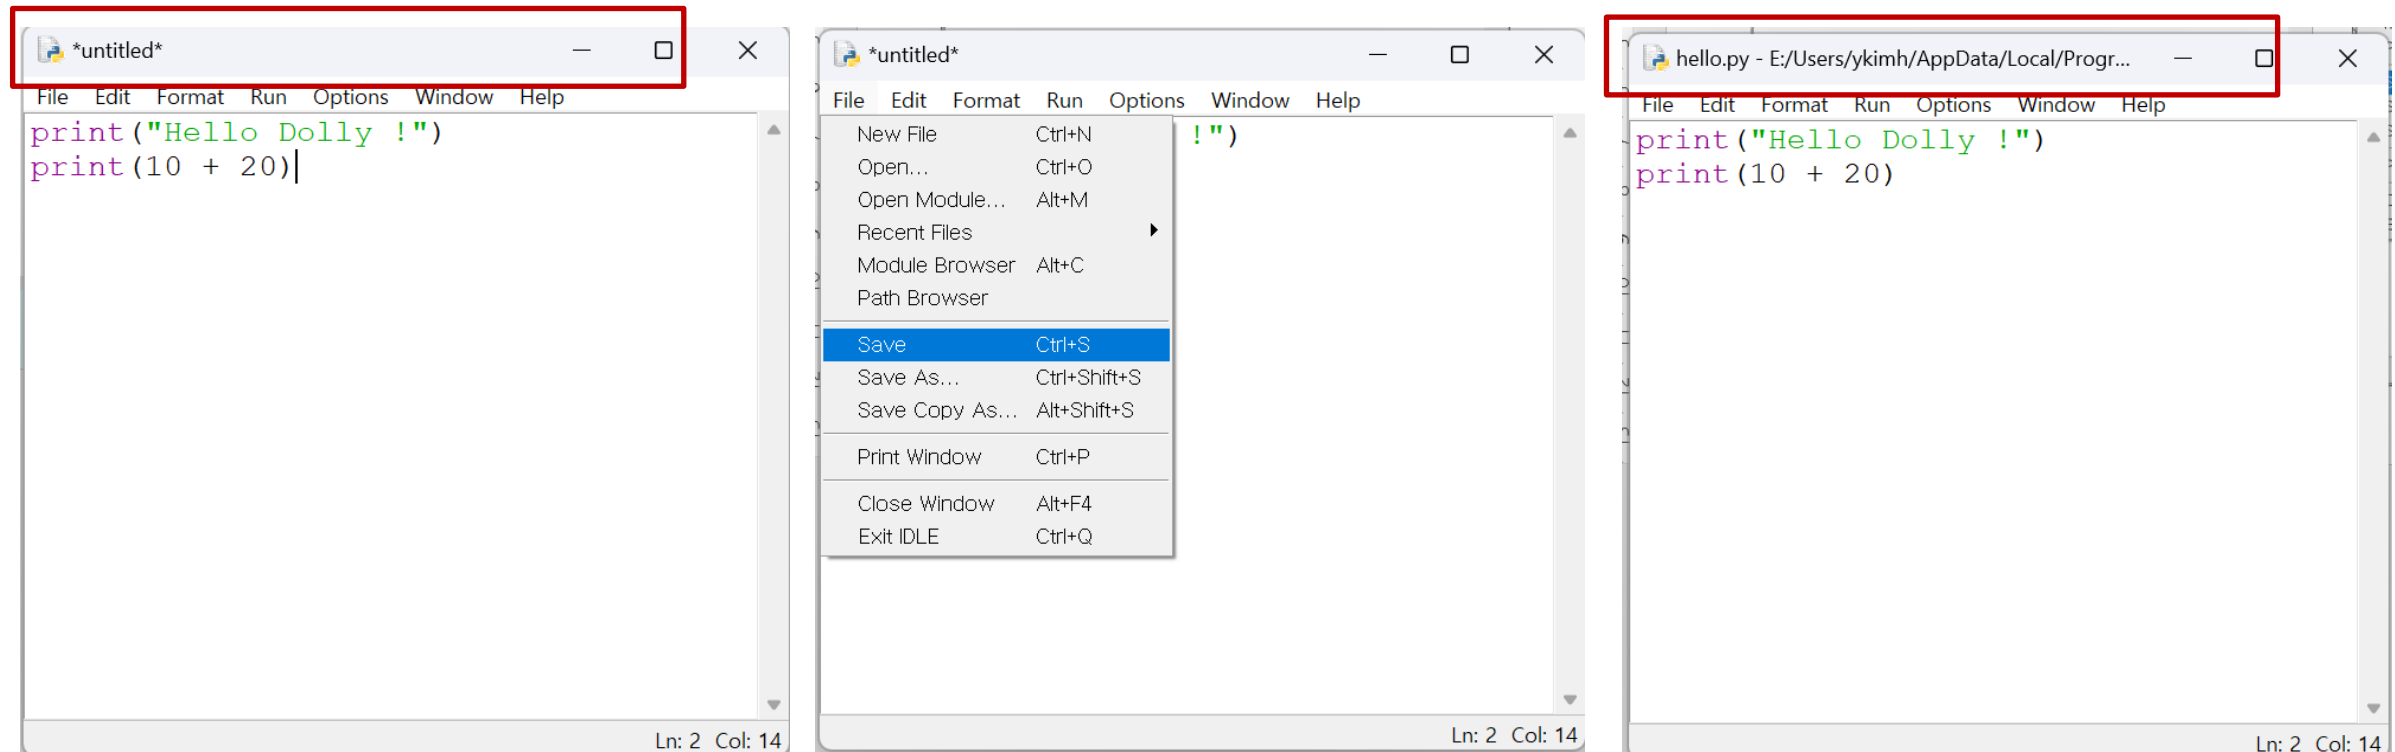 *untitled*
File Edit Format Run Options Window Help
print("Hello Dolly !")
print(10 + 20)
Ln: 2 Col: 14
*untitled*
File Edit Format Run Options Window Help
!")
New File Ctrl+N
Open... Ctrl+O
Open Module... Alt+M
Recent Files
Module Browser Alt+C
Path Browser
Save Ctrl+S
Save As... Ctrl+Shift+S
Save Copy As... Alt+Shift+S
Print Window Ctrl+P
Close Window Alt+F4
Exit IDLE Ctrl+Q
Ln: 2 Col: 14
hello.py - E:/Users/ykimh/AppData/Local/Progr...
File Edit Format Run Options Window Help
print("Hello Dolly !")
print(10 + 20)
Ln: 2 Col: 14